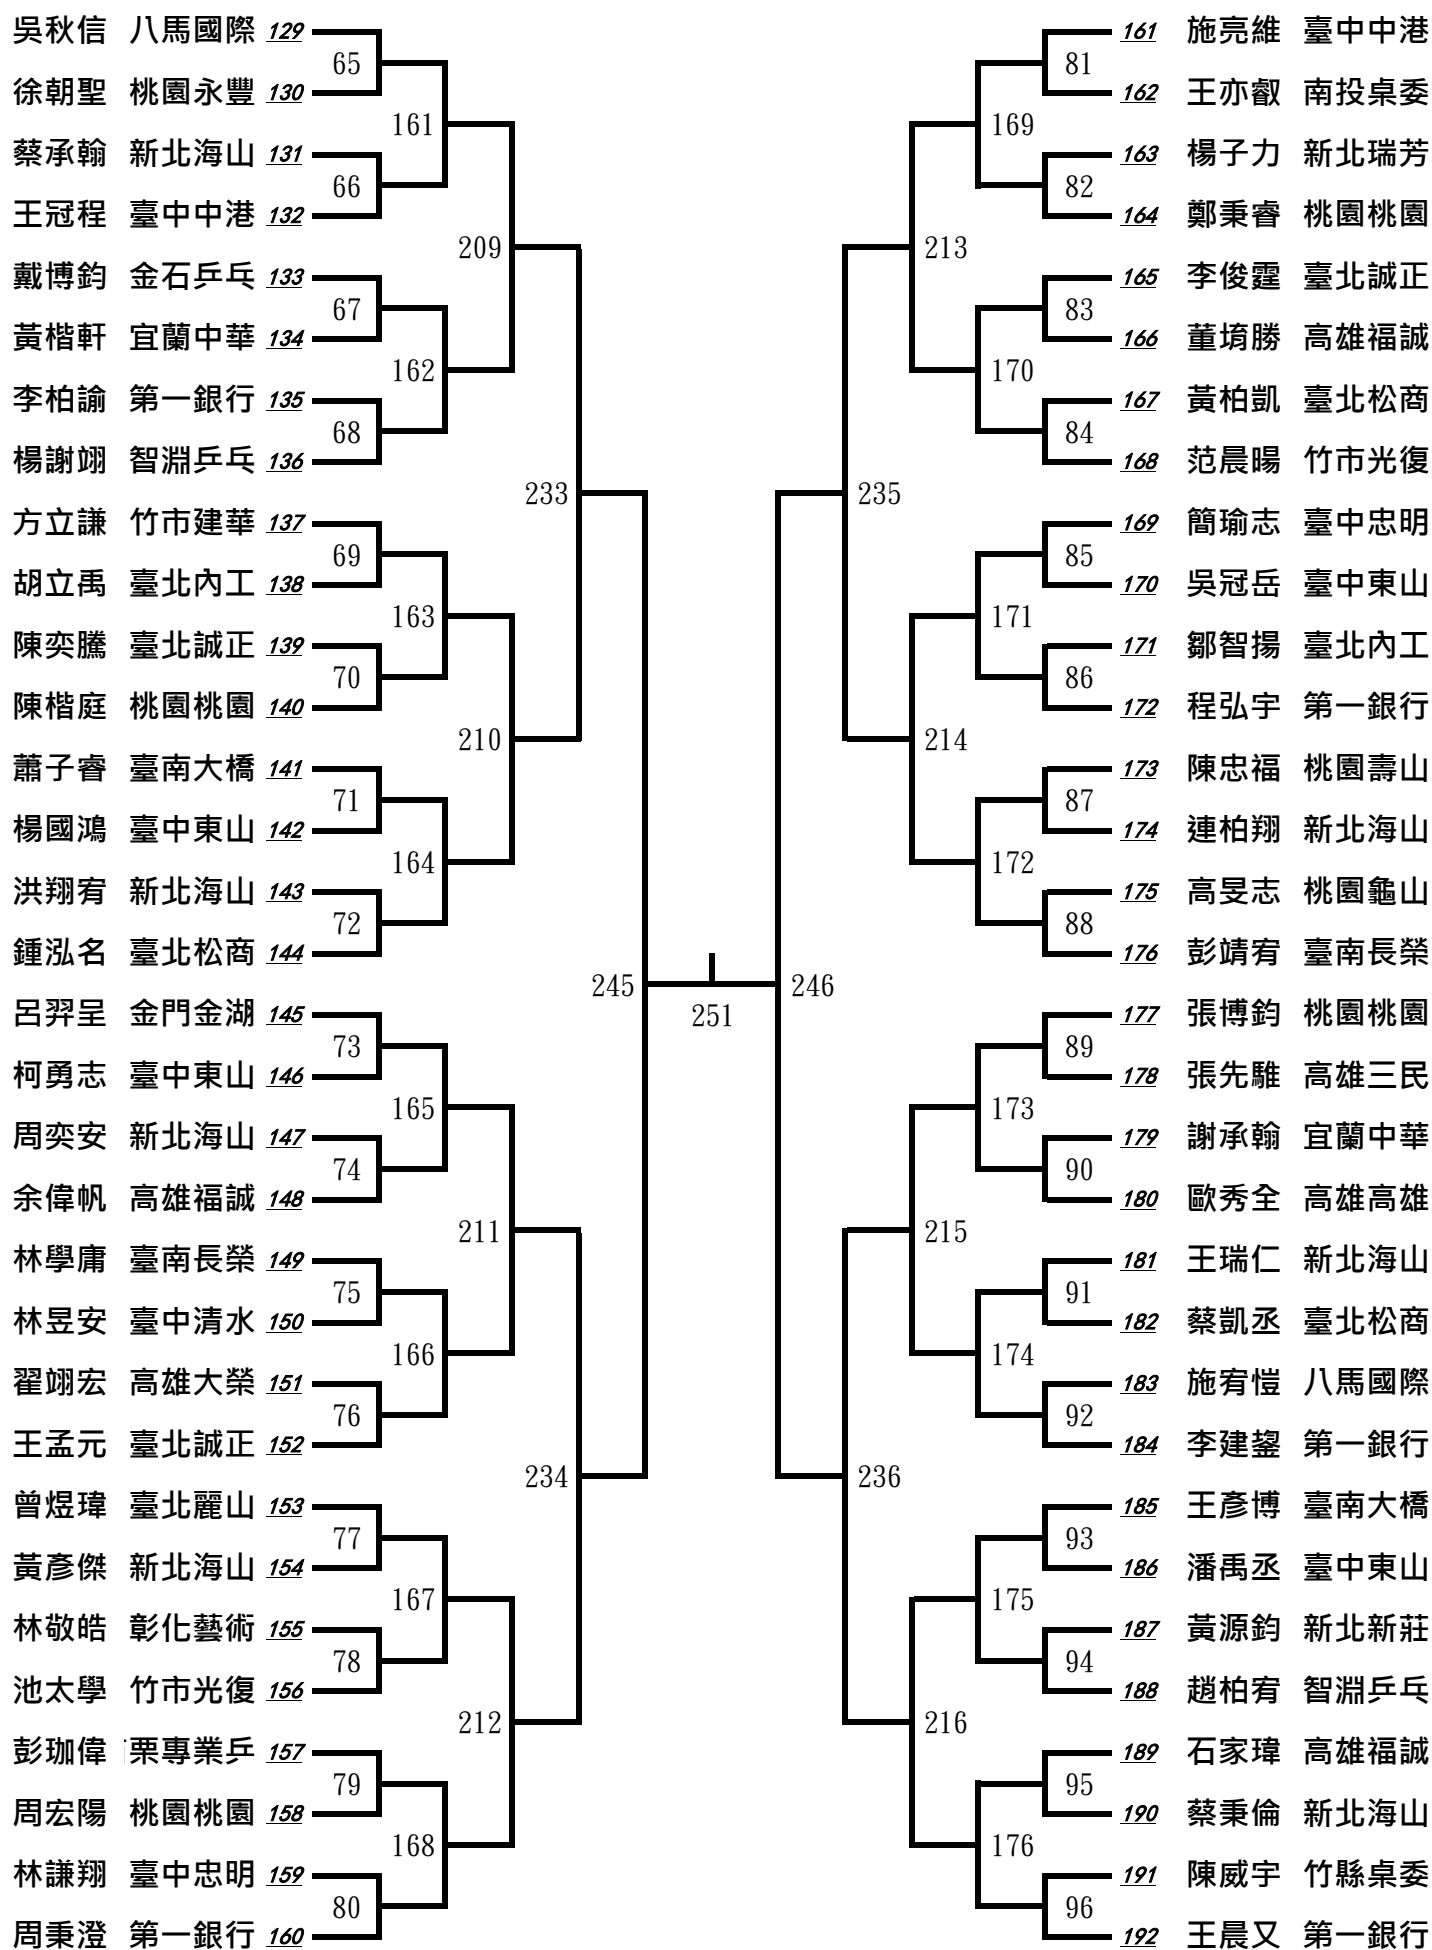 吳秋信 八馬國際 129
65
徐朝聖 桃園永豐 130
161
蔡承翰 新北海山 131
66
王冠程 臺中中港 132
209
戴博鈞 金石乒乓 133
67
黃楷軒 宜蘭中華 134
162
李柏諭 第一銀行 135
68
楊謝翊 智淵乒乓 136
233
方立謙 竹市建華 137
69
胡立禹 臺北內工 138
163
陳奕騰 臺北誠正 139
70
陳楷庭 桃園桃園 140
210
蕭子睿 臺南大橋 141
71
楊國鴻 臺中東山 142
164
洪翔宥 新北海山 143
72
鍾泓名 臺北松商 144
245
呂羿呈 金門金湖 145
73
柯勇志 臺中東山 146
165
周奕安 新北海山 147
74
余偉帆 高雄福誠 148
211
林學庸 臺南長榮 149
75
林昱安 臺中清水 150
166
翟翊宏 高雄大榮 151
76
王孟元 臺北誠正 152
234
曾煜瑋 臺北麗山 153
77
黃彥傑 新北海山 154
167
林敬皓 彰化藝術 155
78
池太學 竹市光復 156
212
彭珈偉 栗專業乒 157
79
周宏陽 桃園桃園 158
168
林謙翔 臺中忠明 159
80
周秉澄 第一銀行 160
251
161 施亮維 臺中中港
81
162 王亦叡 南投桌委
169
163 楊子力 新北瑞芳
82
164 鄭秉睿 桃園桃園
213
165 李俊霆 臺北誠正
83
166 董堉勝 高雄福誠
170
167 黃柏凱 臺北松商
84
168 范晨暘 竹市光復
235
169 簡瑜志 臺中忠明
85
170 吳冠岳 臺中東山
171
171 鄒智揚 臺北內工
86
172 程弘宇 第一銀行
214
173 陳忠福 桃園壽山
87
174 連柏翔 新北海山
172
175 高旻志 桃園龜山
88
176 彭靖宥 臺南長榮
246
177 張博鈞 桃園桃園
89
178 張先騅 高雄三民
173
179 謝承翰 宜蘭中華
90
180 歐秀全 高雄高雄
215
181 王瑞仁 新北海山
91
182 蔡凱丞 臺北松商
174
183 施宥愷 八馬國際
92
184 李建鋆 第一銀行
236
185 王彥博 臺南大橋
93
186 潘禹丞 臺中東山
175
187 黃源鈞 新北新莊
94
188 趙柏宥 智淵乒乓
216
189 石家瑋 高雄福誠
95
190 蔡秉倫 新北海山
176
191 陳威宇 竹縣桌委
96
192 王晨又 第一銀行